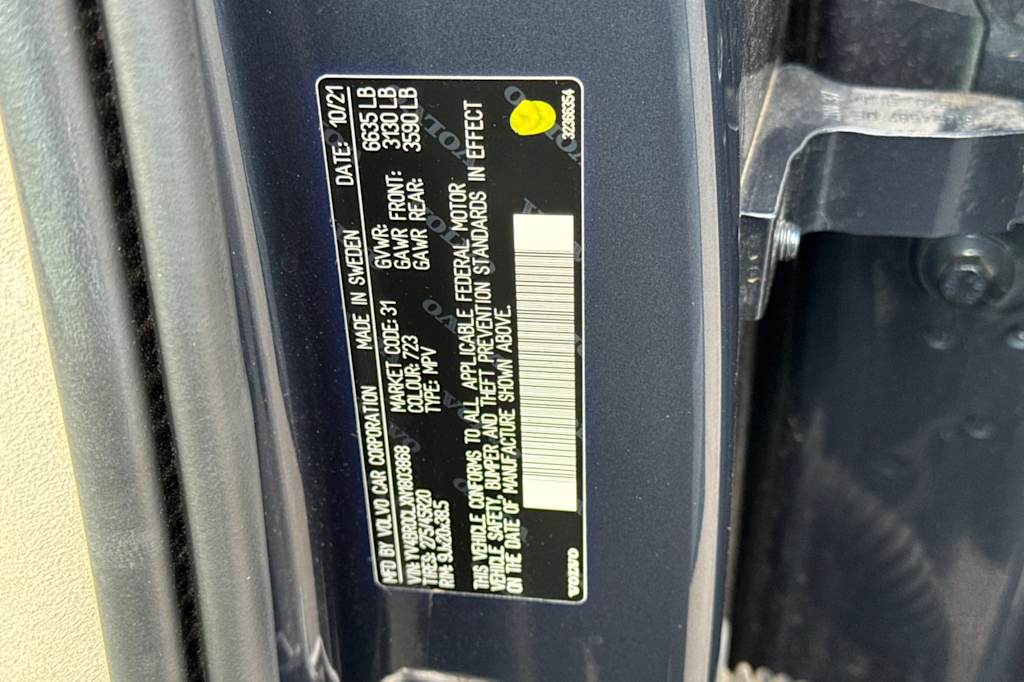 MFD BY VOLVO CAR CORPORATION MADE IN SWEDEN DATE: 10/21
VIN: YV4BR0CLXN1803868 MARKET CODE: 31 GVWR: 6635 LB
TIRES: 275/45R20 COLOUR: 723 GAWR FRONT: 3130 LB
RIN: 9Jx20x38.5 TYPE: MPV GAWR REAR: 3590 LB
THIS VEHICLE CONFORMS TO ALL APPLICABLE FEDERAL MOTOR
VEHICLE SAFETY, BUMPER AND THEFT PREVENTION STANDARDS IN EFFECT
ON THE DATE OF MANUFACTURE SHOWN ABOVE.
VOLVO 32366354